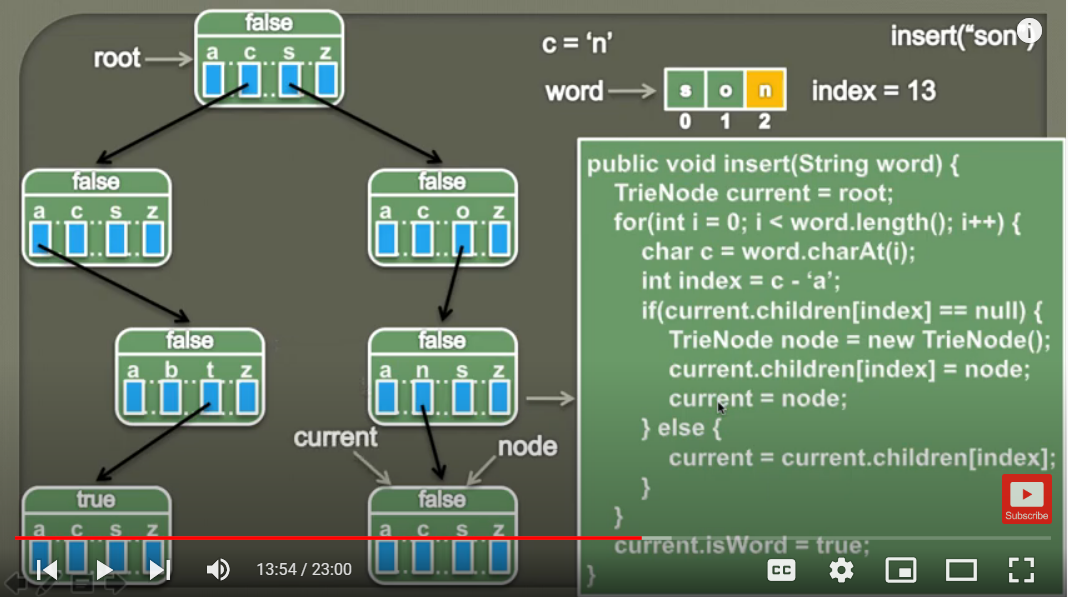 false
a c s z
root
c = ‘n’
insert(“son”)
word
s o n
0 1 2
index = 13
false
a c s z
false
a c o z
false
a b t z
false
a n s z
current
node
true
a c s z
false
a c s z
public void insert(String word) {
TrieNode current = root;
for(int i = 0; i < word.length(); i++) {
char c = word.charAt(i);
int index = c - ‘a’;
if(current.children[index] == null) {
TrieNode node = new TrieNode();
current.children[index] = node;
current = node;
} else {
current = current.children[index];
}
}
current.isWord = true;
}
Subscribe
13:54 / 23:00
CC